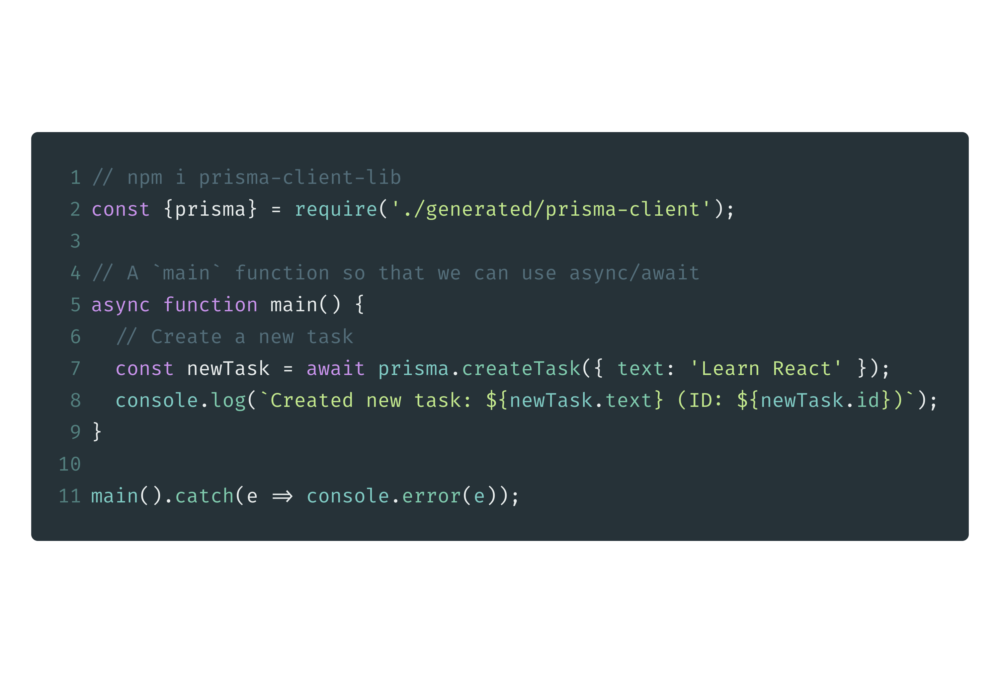 1 // npm i prisma-client-lib
2 const {prisma} = require('./generated/prisma-client');
3
4 // A `main` function so that we can use async/await
5 async function main() {
6   // Create a new task
7   const newTask = await prisma.createTask({ text: 'Learn React' });
8   console.log(`Created new task: ${newTask.text} (ID: ${newTask.id})`);
9 }
10
11 main().catch(e => console.error(e));